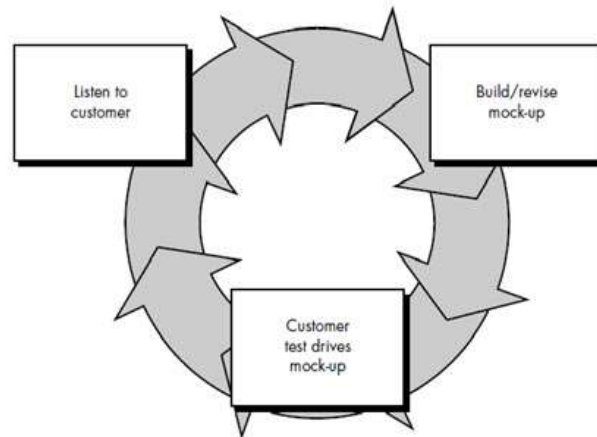 Listen to
customer
Build/revise
mock-up
Customer
test drives
mock-up